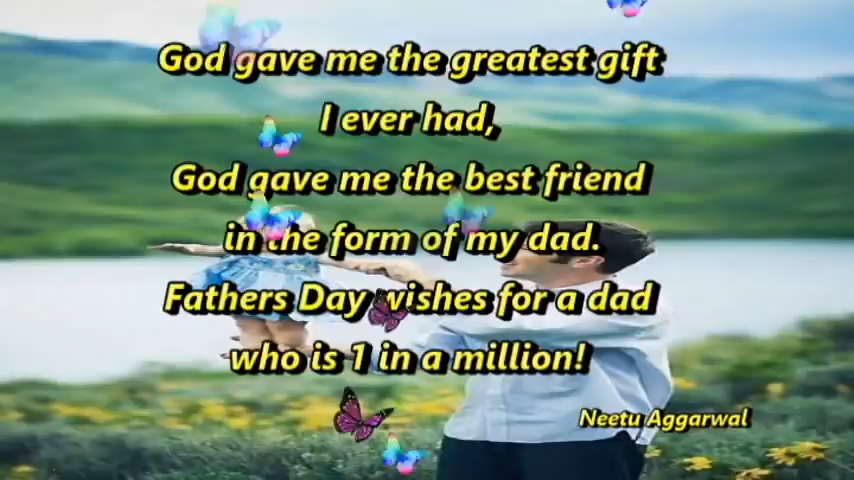 God gave me the greatest gift
I ever had,
God gave me the best friend
in the form of my dad.
Fathers Day wishes for a dad
who is 1 in a million!
Neetu Aggarwal